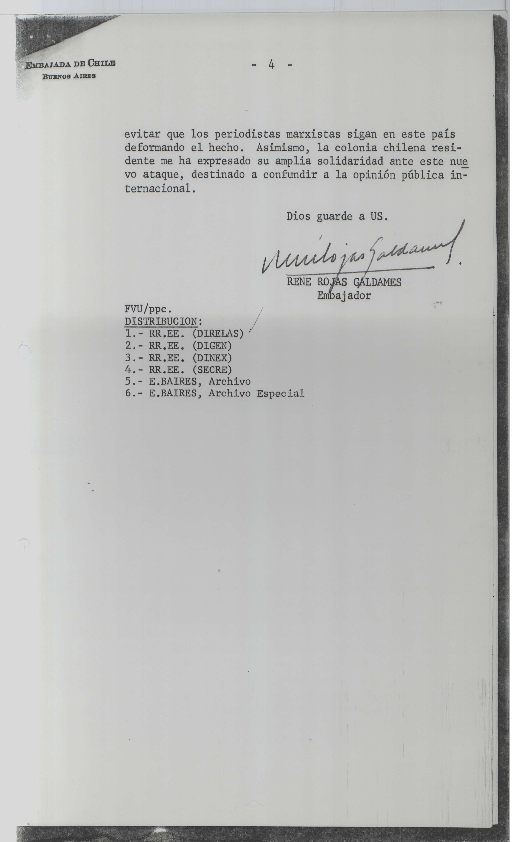 EMBAJADA DE CHILE
BUENOS AIRES
- 4 -
evitar que los periodistas marxistas sigan en este país
deformando el hecho. Asimismo, la colonia chilena resi-
dente me ha expresado su amplia solidaridad ante este nue
vo ataque, destinado a confundir a la opinión pública in-
ternacional.
Dios guarde a US.
RENE ROJAS GALDAMES
Embajador
FVU/ppc.
DISTRIBUCION:
1.- RR.EE. (DIRELAS)
2.- RR.EE. (DIGEN)
3.- RR.EE. (DINEX)
4.- RR.EE. (SECRE)
5.- E.BAIRES, Archivo
6.- E.BAIRES, Archivo Especial